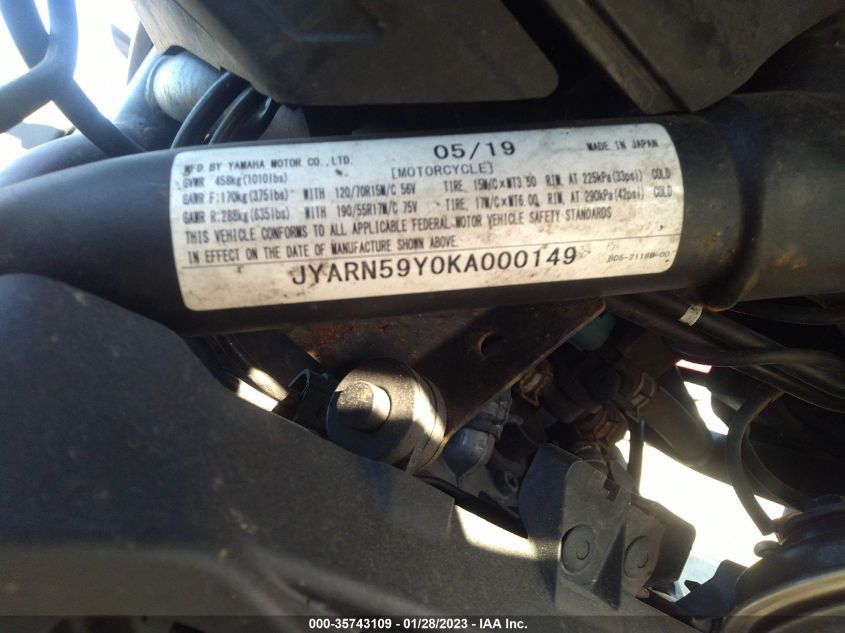 MFD. BY YAMAHA MOTOR CO., LTD. 05/19 MADE IN JAPAN
GVWR 458kg(1010lbs) [MOTORCYCLE]
GAWR F:170kg(375lbs) WITH 120/70R15M/C 56V TIRE, 15M/C×MT3.50 RIM, AT 225kPa(33psi) COLD
GAWR R:288kg(635lbs) WITH 190/55R17M/C 75V TIRE, 17M/C×MT6.00 RIM, AT 290kPa(42psi) COLD
THIS VEHICLE CONFORMS TO ALL APPLICABLE FEDERAL MOTOR VEHICLE SAFETY STANDARDS
IN EFFECT ON THE DATE OF MANUFACTURE SHOWN ABOVE.
JYARN59Y0KA000149 BD5-2118B-00
000-35743109 - 01/28/2023 - IAA Inc.